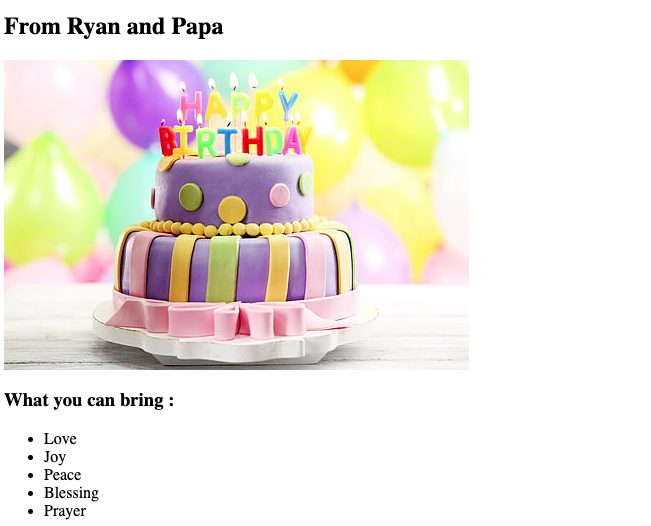 From Ryan and Papa
HAPPY
BIRTHDAY
What you can bring :
Love
Joy
Peace
Blessing
Prayer